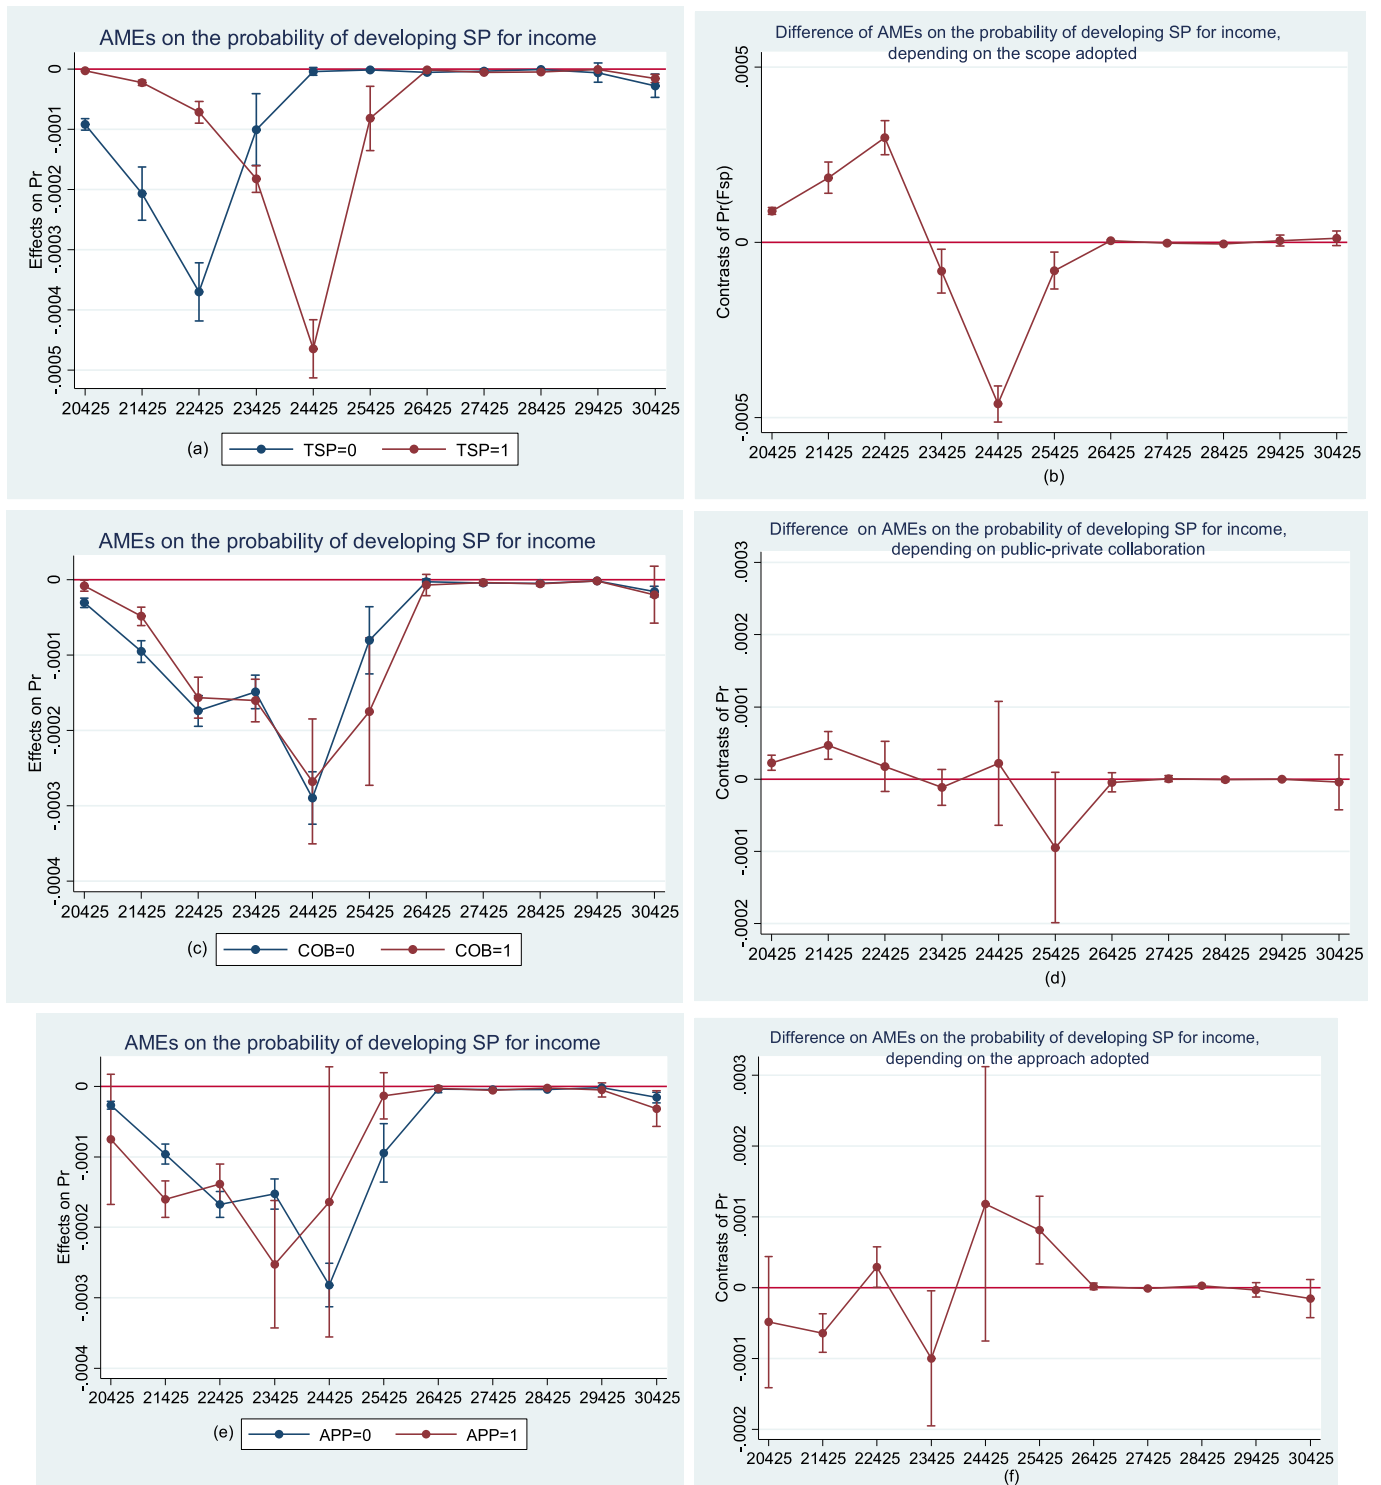 AMEs on the probability of developing SP for income
Effects on Pr
0
-.0001
-.0002
-.0003
-.0004
-.0005
20425 21425 22425 23425 24425 25425 26425 27425 28425 29425 30425
(a)
TSP=0 TSP=1
Difference of AMEs on the probability of developing SP for income,
depending on the scope adopted
Contrasts of Pr(Fsp)
.0005
0
-.0005
20425 21425 22425 23425 24425 25425 26425 27425 28425 29425 30425
(b)
AMEs on the probability of developing SP for income
Effects on Pr
0
-.0001
-.0002
-.0003
-.0004
20425 21425 22425 23425 24425 25425 26425 27425 28425 29425 30425
(c)
COB=0 COB=1
Difference on AMEs on the probability of developing SP for income,
depending on public-private collaboration
Contrasts of Pr
.0003
.0002
.0001
0
-.0001
-.0002
20425 21425 22425 23425 24425 25425 26425 27425 28425 29425 30425
(d)
AMEs on the probability of developing SP for income
Effects on Pr
0
-.0001
-.0002
-.0003
-.0004
20425 21425 22425 23425 24425 25425 26425 27425 28425 29425 30425
(e)
APP=0 APP=1
Difference on AMEs on the probability of developing SP for income,
depending on the approach adopted
Contrasts of Pr
.0003
.0002
.0001
0
-.0001
-.0002
20425 21425 22425 23425 24425 25425 26425 27425 28425 29425 30425
(f)